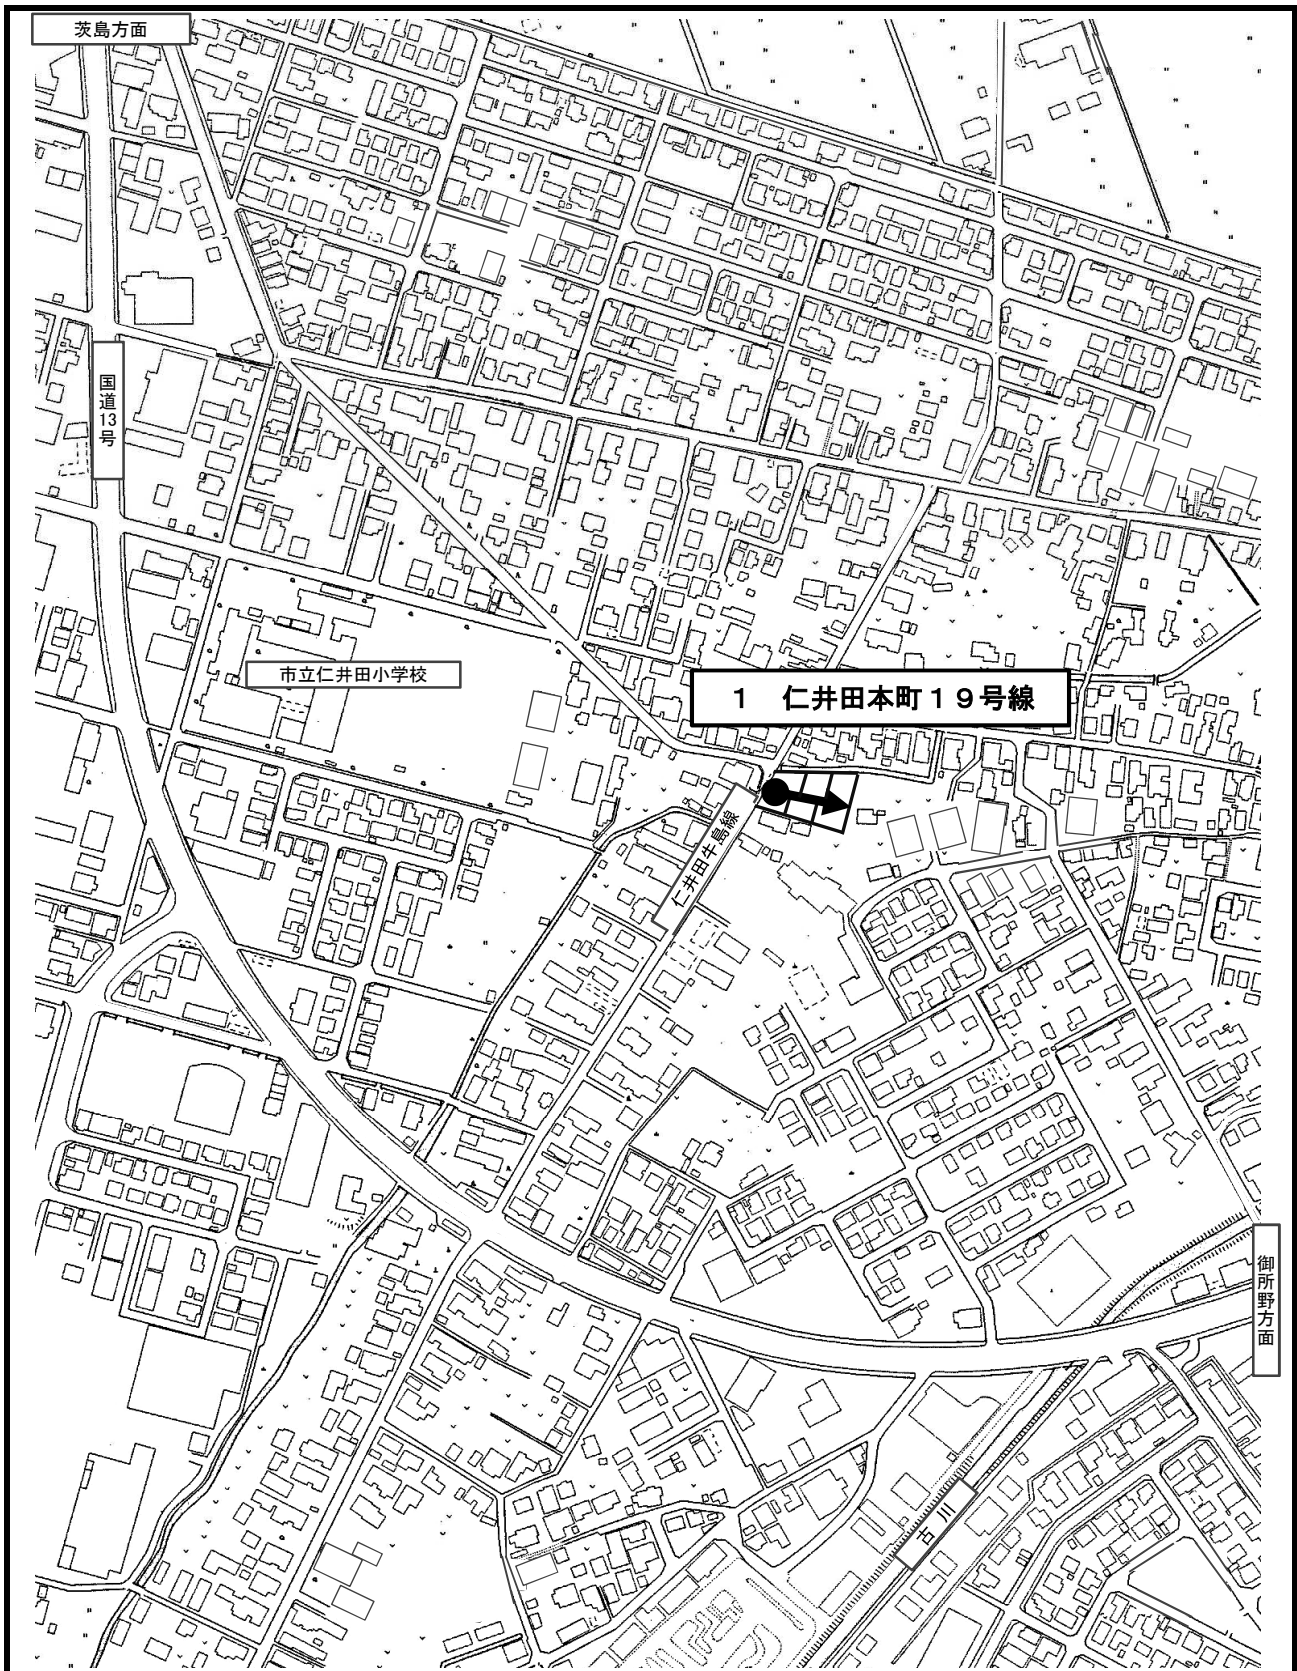 茨島方面
国道13号
市立仁井田小学校
1 仁井田本町１９号線
仁井田牛島線
御所野方面
古川